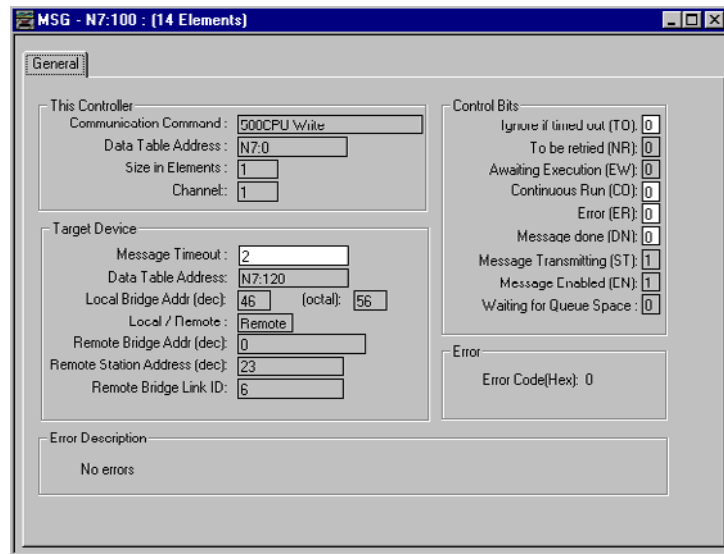 MSG - N7:100 : (14 Elements)
General
This Controller
Communication Command : 500CPU Write
Data Table Address : N7:0
Size in Elements : 1
Channel:: 1
Target Device
Message Timeout : 2
Data Table Address: N7:120
Local Bridge Addr (dec): 46 (octal): 56
Local / Remote : Remote
Remote Bridge Addr (dec): 0
Remote Station Address (dec): 23
Remote Bridge Link ID: 6
Control Bits
Ignore if timed out (TO): 0
To be retried (NR): 0
Awaiting Execution (EW): 0
Continuous Run (CO): 0
Error (ER): 0
Message done (DN): 0
Message Transmitting (ST): 1
Message Enabled (EN): 1
Waiting for Queue Space : 0
Error
Error Code(Hex): 0
Error Description
No errors